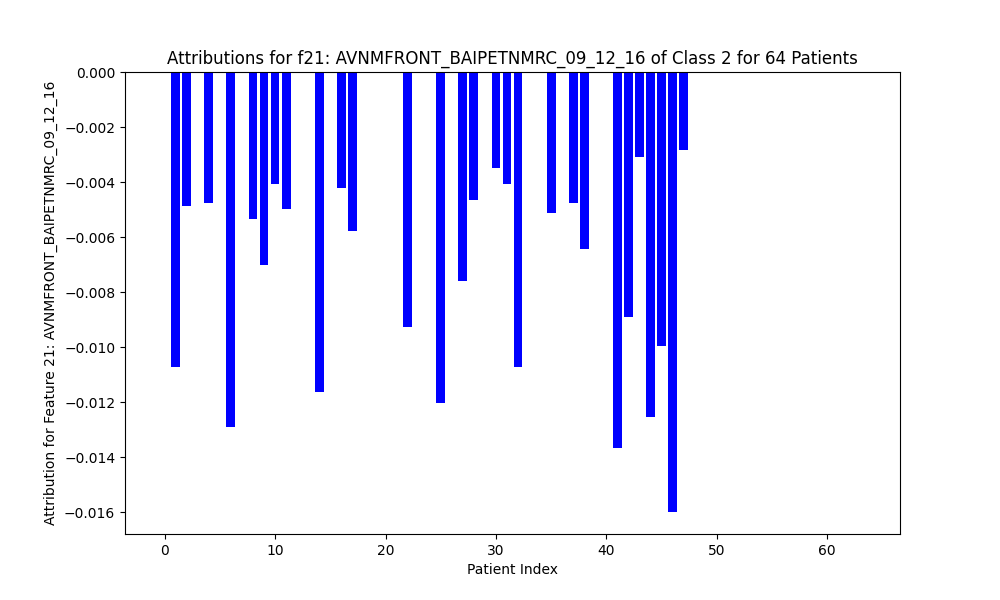 Attributions for f21: AVNMFRONT_BAIPETNMRC_09_12_16 of Class 2 for 64 Patients
Attribution for Feature 21: AVNMFRONT_BAIPETNMRC_09_12_16
0.000
−0.002
−0.004
−0.006
−0.008
−0.010
−0.012
−0.014
−0.016
0 10 20 30 40 50 60
Patient Index